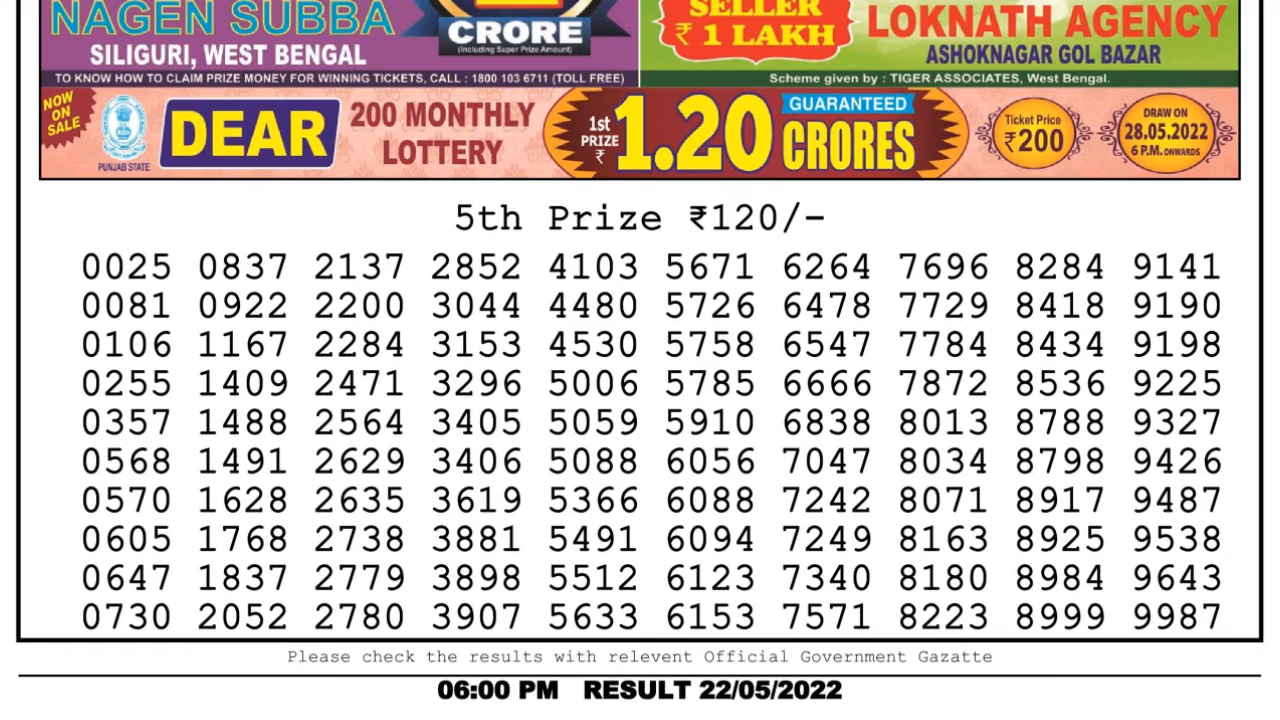 NAGEN SUBBA
SILIGURI, WEST BENGAL
CRORE
(Including Super Prize Amount)
SELLER
₹ 1 LAKH
LOKNATH AGENCY
ASHOKNAGAR GOL BAZAR
TO KNOW HOW TO CLAIM PRIZE MONEY FOR WINNING TICKETS, CALL : 1800 103 6711 (TOLL FREE)
Scheme given by : TIGER ASSOCIATES, West Bengal.
NOW
ON
SALE
PUNJAB STATE
DEAR
200 MONTHLY
LOTTERY
1st
PRIZE
₹
1.20
GUARANTEED
CRORES
Ticket Price
₹200
DRAW ON
28.05.2022
6 P.M. ONWARDS
5th Prize ₹120/-
0025 0837 2137 2852 4103 5671 6264 7696 8284 9141
0081 0922 2200 3044 4480 5726 6478 7729 8418 9190
0106 1167 2284 3153 4530 5758 6547 7784 8434 9198
0255 1409 2471 3296 5006 5785 6666 7872 8536 9225
0357 1488 2564 3405 5059 5910 6838 8013 8788 9327
0568 1491 2629 3406 5088 6056 7047 8034 8798 9426
0570 1628 2635 3619 5366 6088 7242 8071 8917 9487
0605 1768 2738 3881 5491 6094 7249 8163 8925 9538
0647 1837 2779 3898 5512 6123 7340 8180 8984 9643
0730 2052 2780 3907 5633 6153 7571 8223 8999 9987
Please check the results with relevent Official Government Gazatte
06:00 PM RESULT 22/05/2022